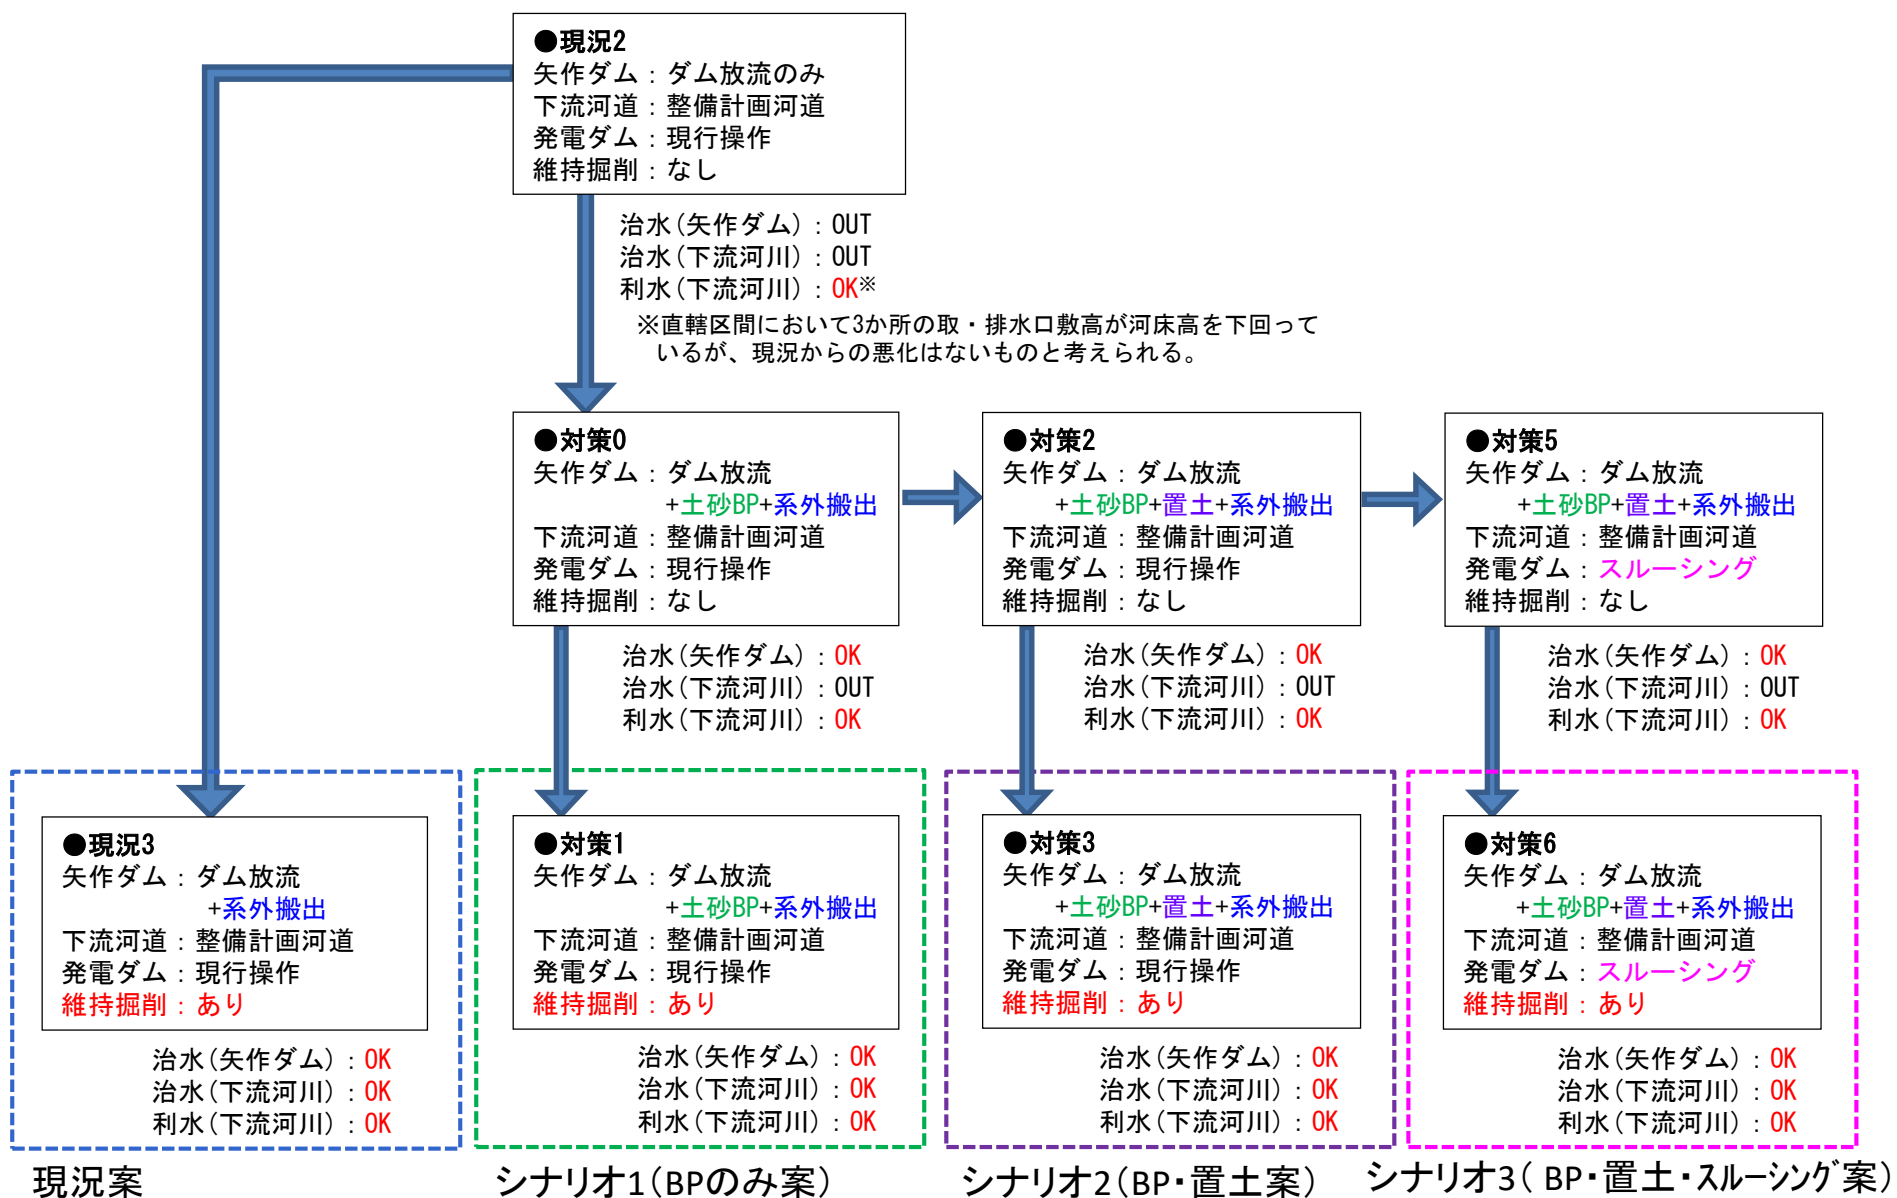 ●現況2
矢作ダム：ダム放流のみ
下流河道：整備計画河道
発電ダム：現行操作
維持掘削：なし
治水(矢作ダム)：OUT
治水(下流河川)：OUT
利水(下流河川)：OK※
※直轄区間において3か所の取・排水口敷高が河床高を下回って
いるが、現況からの悪化はないものと考えられる。
●対策0
矢作ダム：ダム放流
+土砂BP+系外搬出
下流河道：整備計画河道
発電ダム：現行操作
維持掘削：なし
治水(矢作ダム)：OK
治水(下流河川)：OUT
利水(下流河川)：OK
●対策2
矢作ダム：ダム放流
+土砂BP+置土+系外搬出
下流河道：整備計画河道
発電ダム：現行操作
維持掘削：なし
治水(矢作ダム)：OK
治水(下流河川)：OUT
利水(下流河川)：OK
●対策5
矢作ダム：ダム放流
+土砂BP+置土+系外搬出
下流河道：整備計画河道
発電ダム：スルーシング
維持掘削：なし
治水(矢作ダム)：OK
治水(下流河川)：OUT
利水(下流河川)：OK
●現況3
矢作ダム：ダム放流
+系外搬出
下流河道：整備計画河道
発電ダム：現行操作
維持掘削：あり
治水(矢作ダム)：OK
治水(下流河川)：OK
利水(下流河川)：OK
現況案
●対策1
矢作ダム：ダム放流
+土砂BP+系外搬出
下流河道：整備計画河道
発電ダム：現行操作
維持掘削：あり
治水(矢作ダム)：OK
治水(下流河川)：OK
利水(下流河川)：OK
シナリオ1(BPのみ案)
●対策3
矢作ダム：ダム放流
+土砂BP+置土+系外搬出
下流河道：整備計画河道
発電ダム：現行操作
維持掘削：あり
治水(矢作ダム)：OK
治水(下流河川)：OK
利水(下流河川)：OK
シナリオ2(BP・置土案)
●対策6
矢作ダム：ダム放流
+土砂BP+置土+系外搬出
下流河道：整備計画河道
発電ダム：スルーシング
維持掘削：あり
治水(矢作ダム)：OK
治水(下流河川)：OK
利水(下流河川)：OK
シナリオ3( BP・置土・ｽﾙｰｼﾝｸﾞ案)